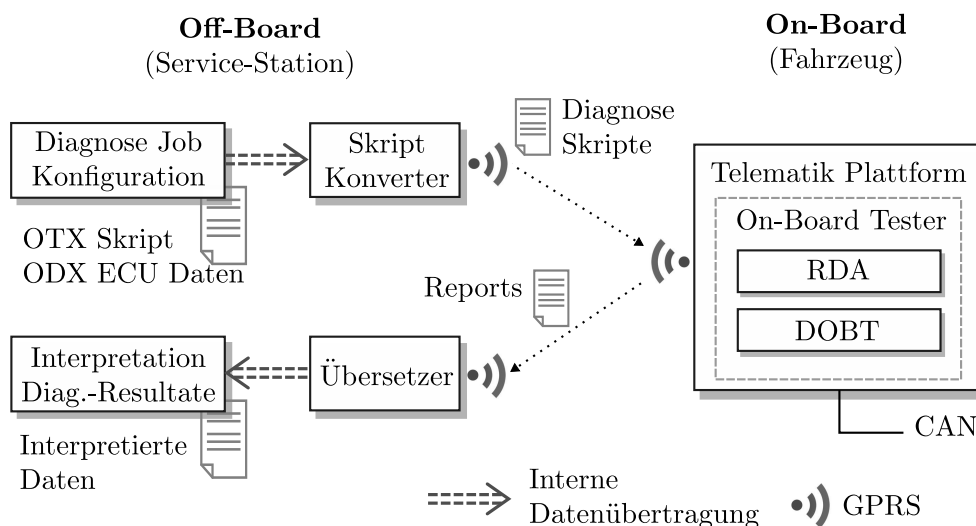 Off-Board
(Service-Station)
On-Board
(Fahrzeug)
Diagnose Job
Konfiguration
Skript
Konverter
Diagnose
Skripte
OTX Skript
ODX ECU Daten
Telematik Plattform
On-Board Tester
RDA
DOBT
Reports
Interpretation
Diag.-Resultate
Übersetzer
Interpretierte
Daten
CAN
Interne
Datenübertragung
GPRS